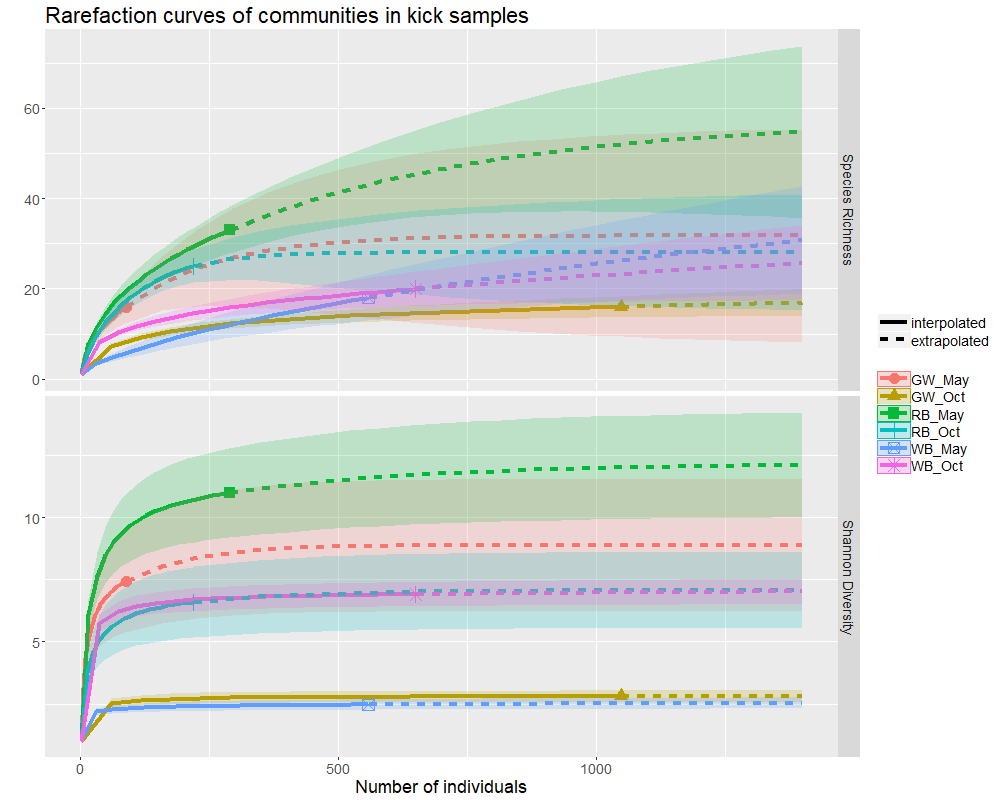 Rarefaction curves of communities in kick samples
60
40
20
0
Species Richness
10
5
Shannon Diversity
0
500
1000
Number of individuals
interpolated
extrapolated
GW_May
GW_Oct
RB_May
RB_Oct
WB_May
WB_Oct